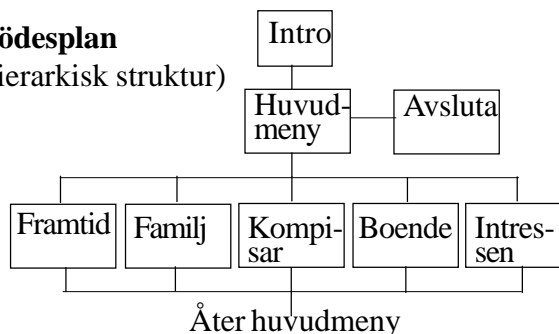 ödesplan
ierarkisk struktur)
Intro
Huvud-
meny
Avsluta
Framtid
Familj
Kompi-
sar
Boende
Intres-
sen
Åter huvudmeny